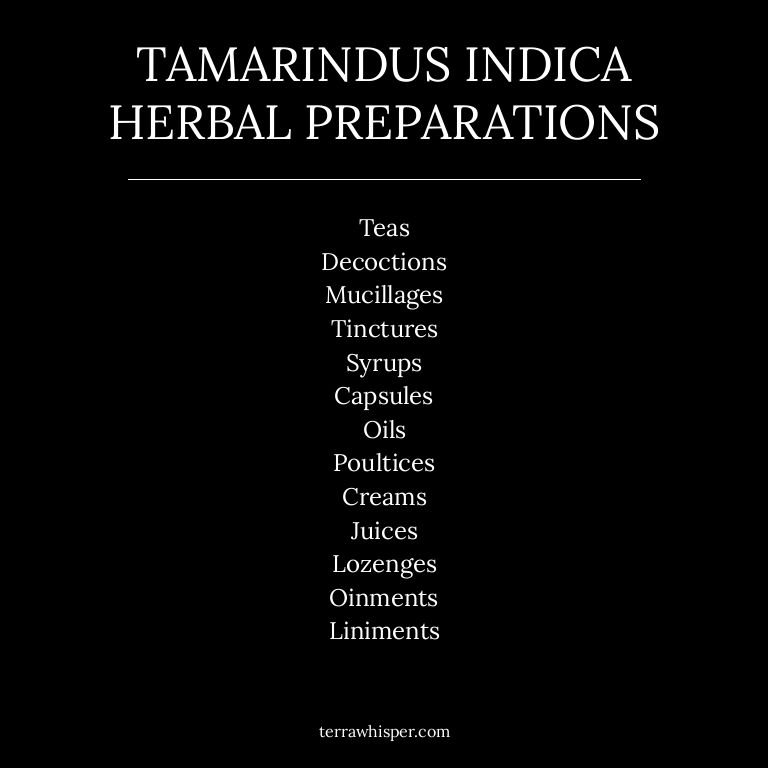 TAMARINDUS INDICA
HERBAL PREPARATIONS
Teas
Decoctions
Mucillages
Tinctures
Syrups
Capsules
Oils
Poultices
Creams
Juices
Lozenges
Oinments
Liniments
terrawhisper.com